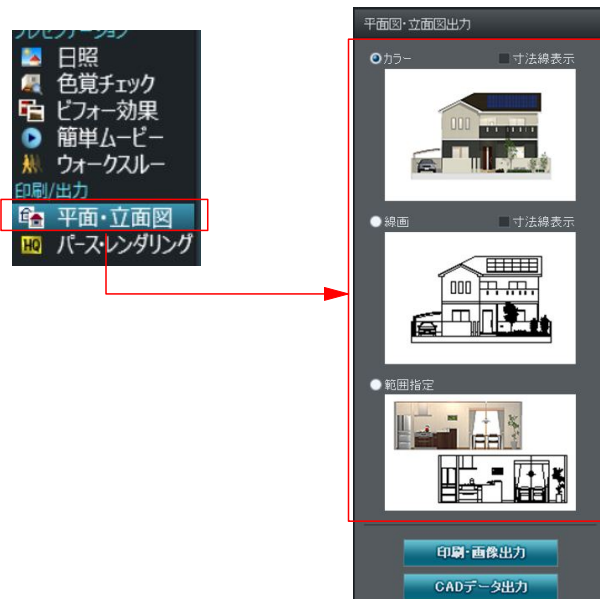 プレゼンテーション
日照
色覚チェック
ビフォー効果
簡単ムービー
ウォークスルー
印刷/出力
平面・立面図
HQ パース・レンダリング
平面図・立面図出力
カラー 寸法線表示
線画 寸法線表示
範囲指定
印刷・画像出力
CADデータ出力